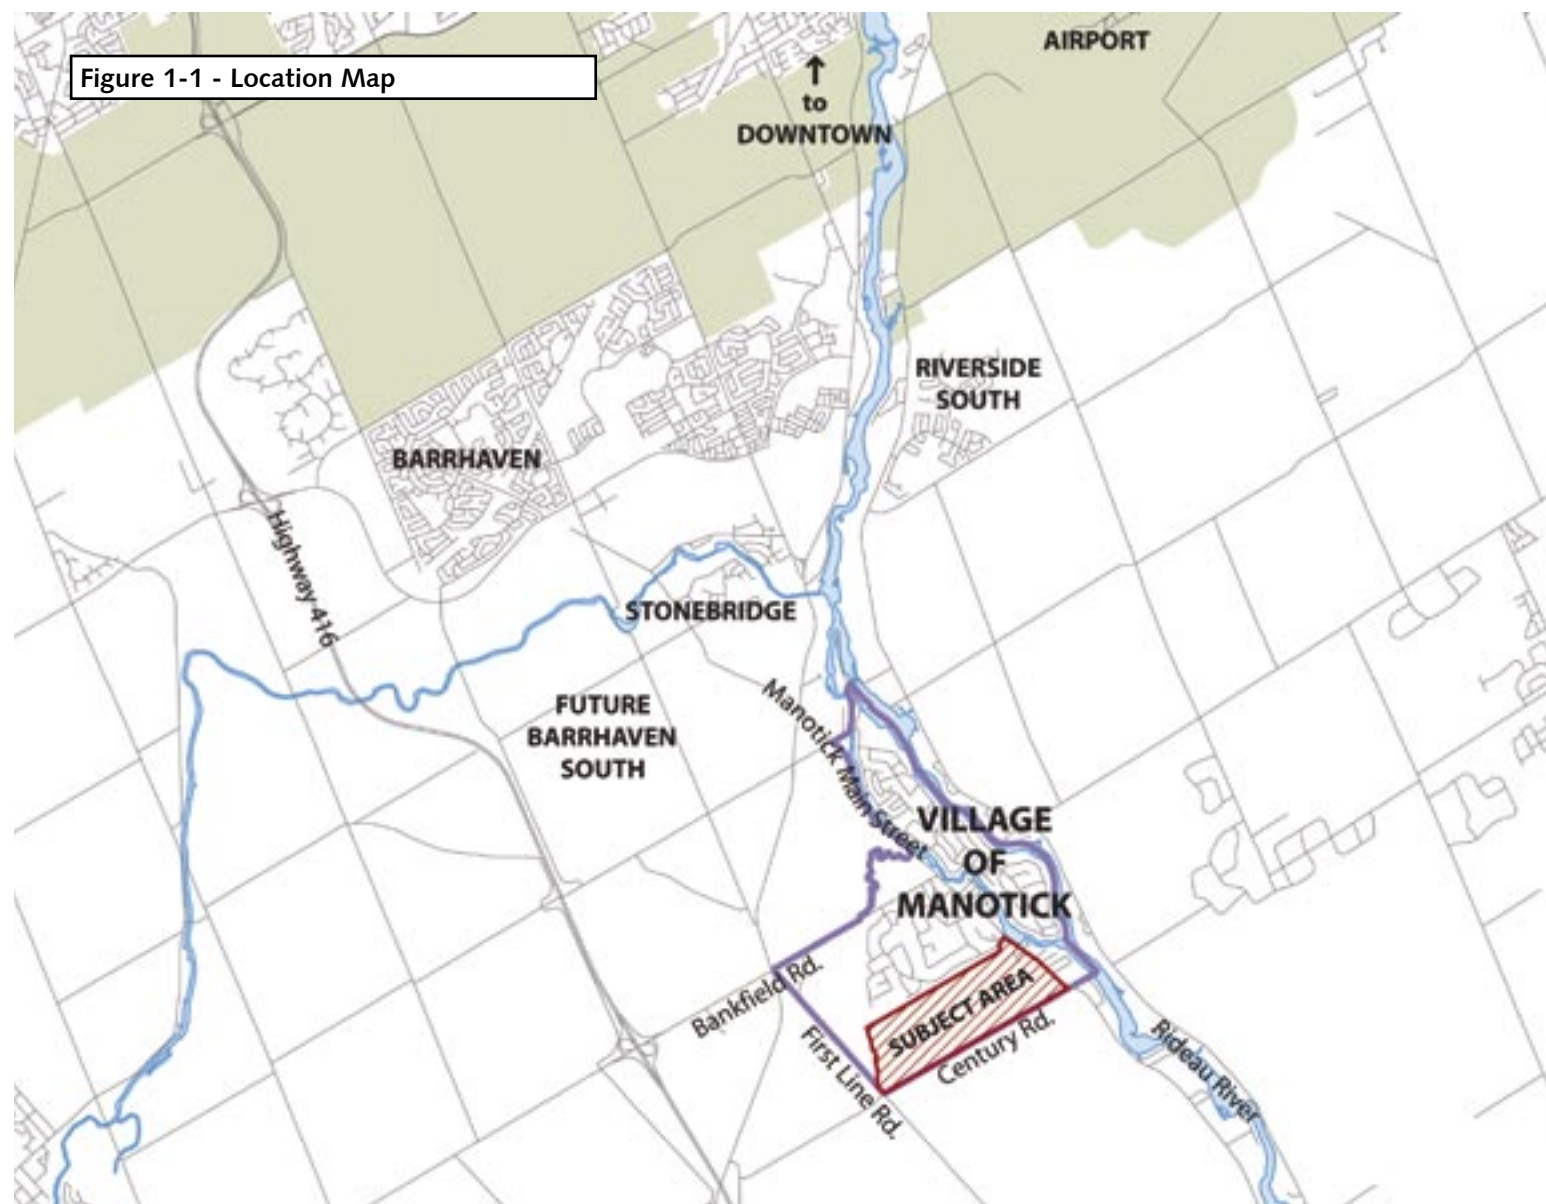 Figure 1-1 - Location Map
AIRPORT
↑
to
DOWNTOWN
RIVERSIDE
SOUTH
BARRHAVEN
Highway 416
STONEBRIDGE
FUTURE
BARRHAVEN
SOUTH
Manotick Main Street
VILLAGE
OF
MANOTICK
Bankfield Rd.
SUBJECT AREA
First Line Rd.
Century Rd.
Rideau River